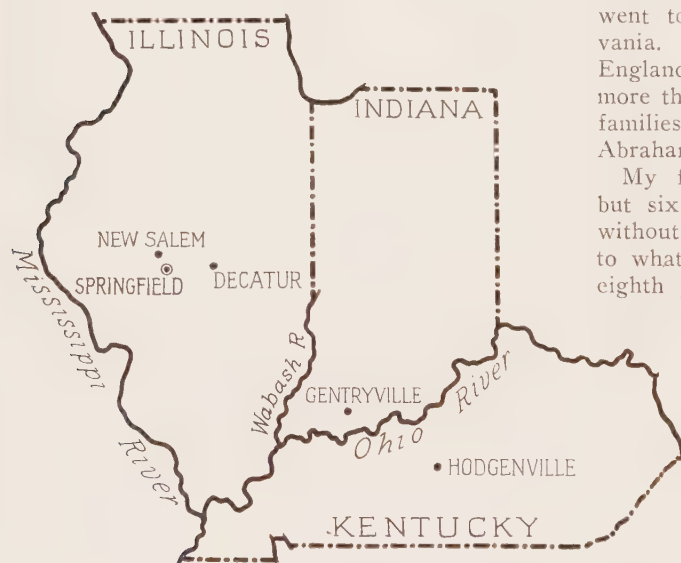 ILLINOIS
INDIANA
NEW SALEM
SPRINGFIELD
DECATUR
Mississippi
River
Wabash R
GENTRYVILLE
Ohio
River
HODGENVILLE
KENTUCKY
went to
vania.
England
more th
families
Abrahar
My f
but six
without
to what
eighth